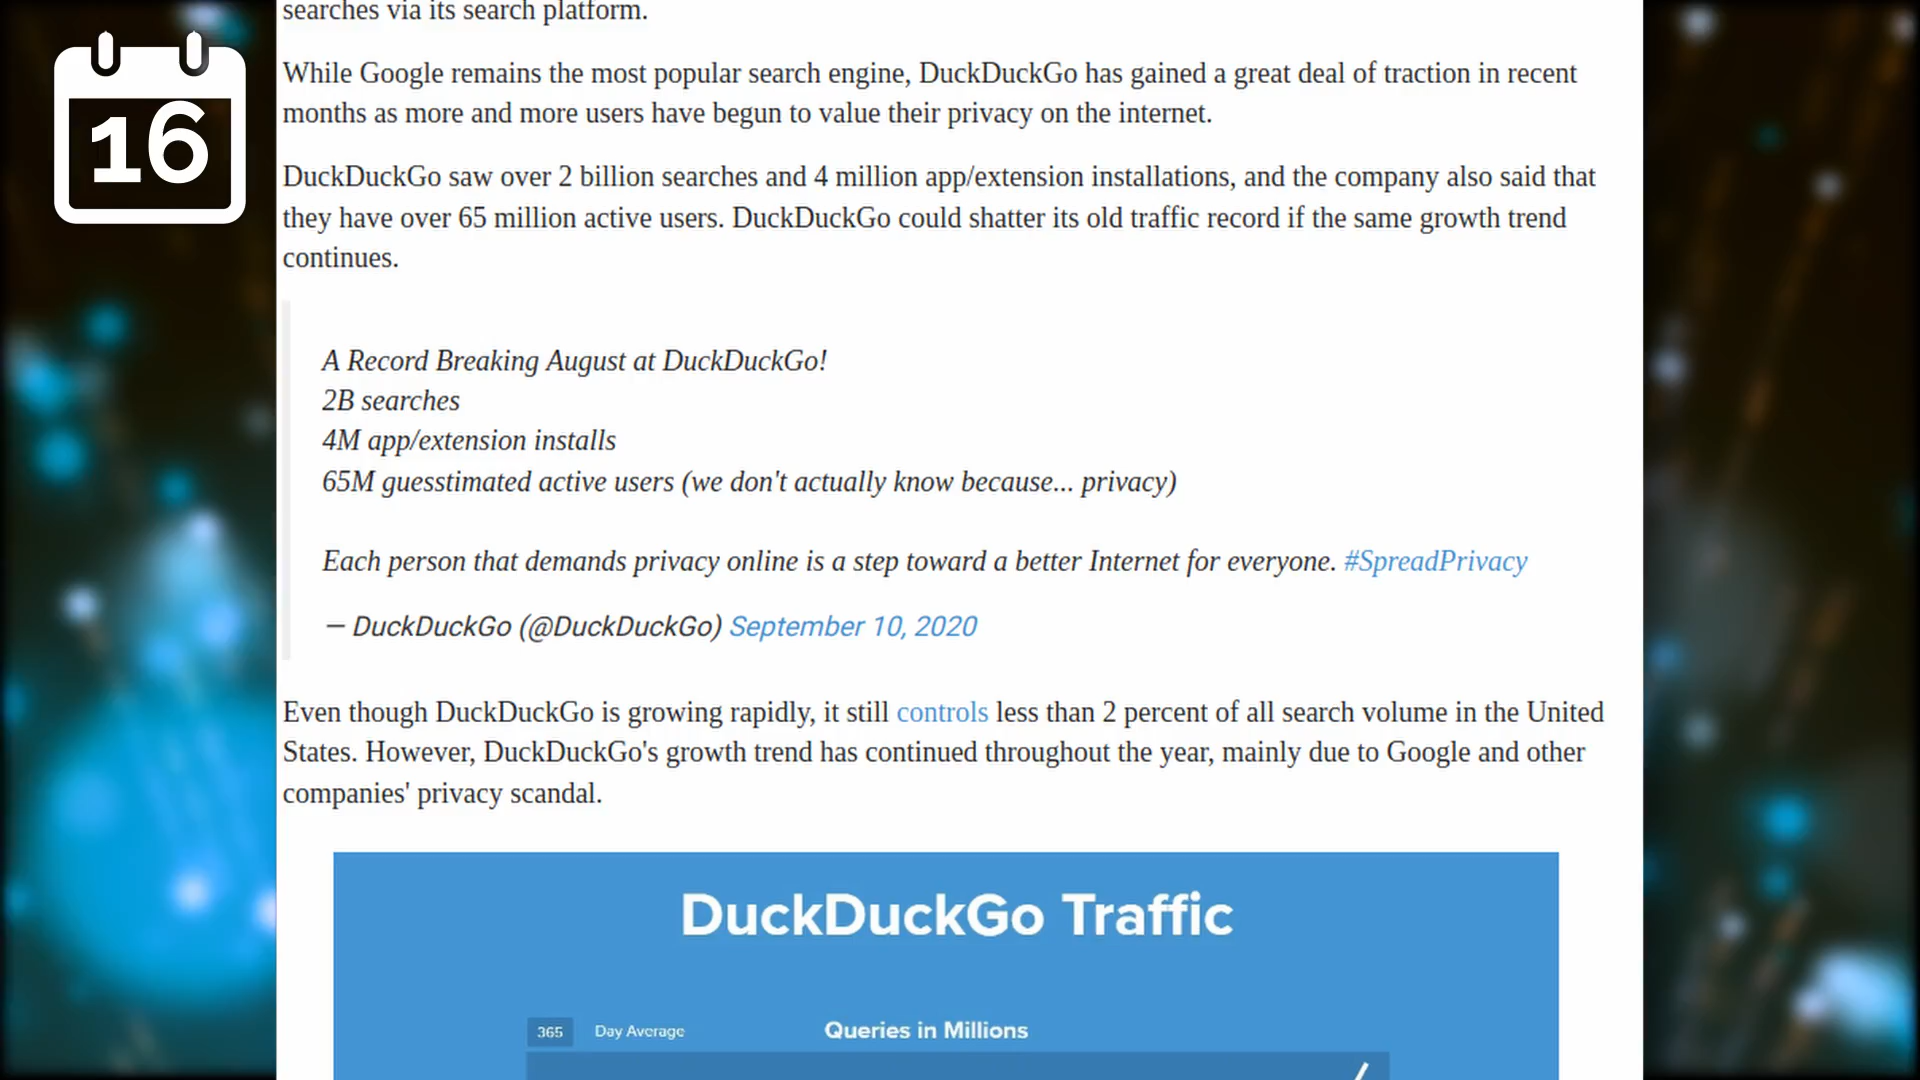 searches via its search platform.
16
While Google remains the most popular search engine, DuckDuckGo has gained a great deal of traction in recent
months as more and more users have begun to value their privacy on the internet.
DuckDuckGo saw over 2 billion searches and 4 million app/extension installations, and the company also said that
they have over 65 million active users. DuckDuckGo could shatter its old traffic record if the same growth trend
continues.
A Record Breaking August at DuckDuckGo!
2B searches
4M app/extension installs
65M guesstimated active users (we don't actually know because... privacy)
Each person that demands privacy online is a step toward a better Internet for everyone. #SpreadPrivacy
— DuckDuckGo (@DuckDuckGo) September 10, 2020
Even though DuckDuckGo is growing rapidly, it still controls less than 2 percent of all search volume in the United
States. However, DuckDuckGo's growth trend has continued throughout the year, mainly due to Google and other
companies' privacy scandal.
DuckDuckGo Traffic
365 Day Average Queries in Millions